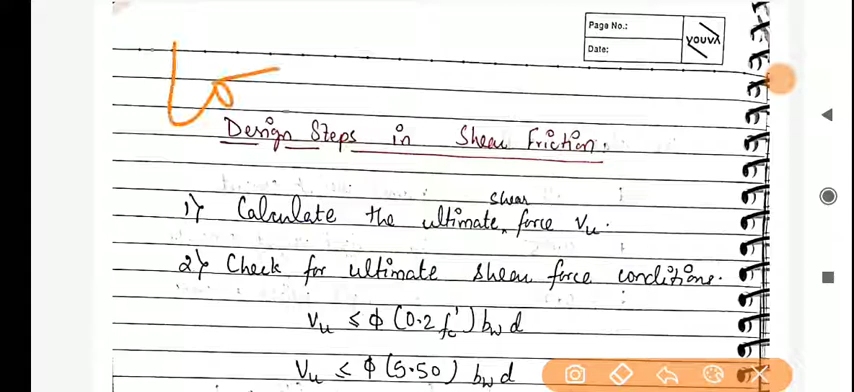 Page No.:
Date:
YOUVA
Design Steps in Shear Friction.
1) Calculate the ultimate shear force Vu.
2) Check for ultimate shear force conditions.
Vu ≤ ϕ (0.2 fc') bw d
Vu ≤ ϕ (5.50) bw d